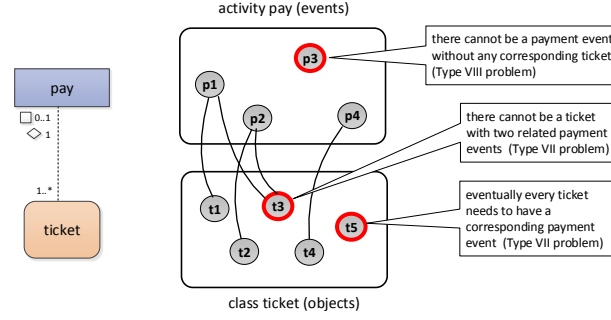 activity pay (events)
pay
0..1
1
1..*
ticket
p3
p1
p2
p4
t1
t3
t5
t2
t4
class ticket (objects)
there cannot be a payment event
without any corresponding ticket
(Type VIII problem)
there cannot be a ticket
with two related payment
events  (Type VII problem)
eventually every ticket
needs to have a
corresponding payment
event  (Type VII problem)